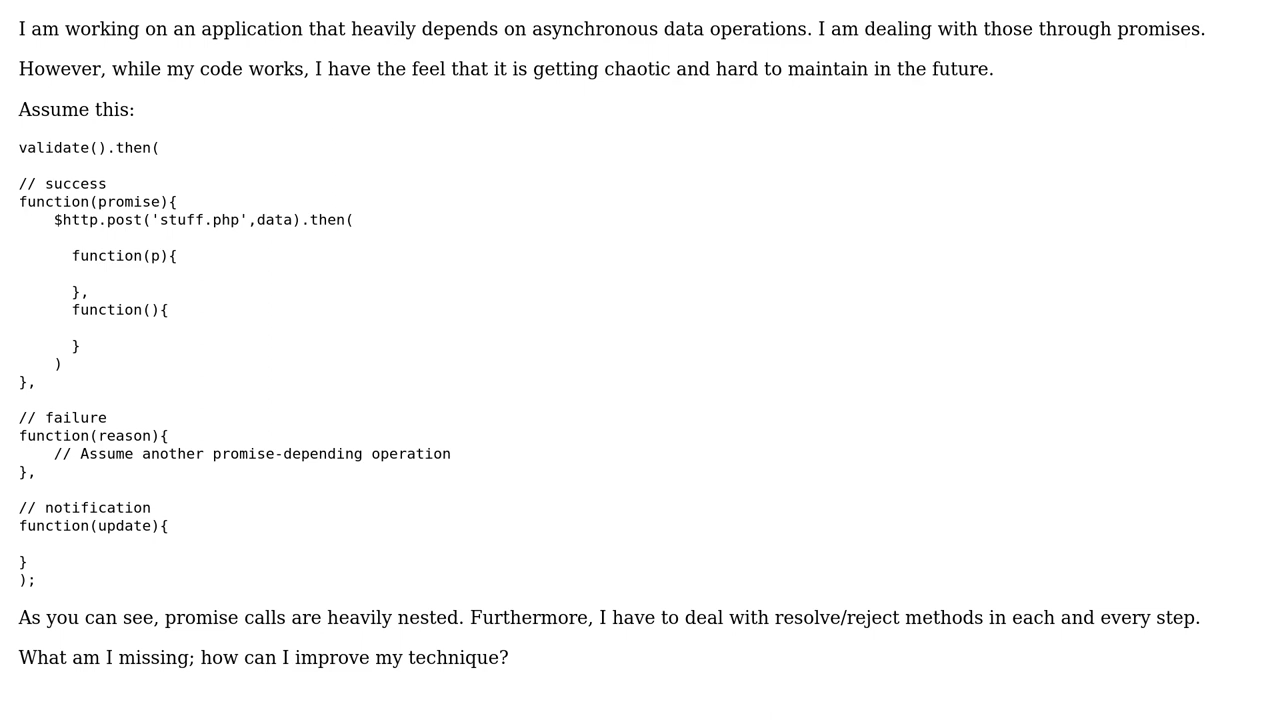 I am working on an application that heavily depends on asynchronous data operations. I am dealing with those through promises.
However, while my code works, I have the feel that it is getting chaotic and hard to maintain in the future.
Assume this:
validate().then(
// success
function(promise){
    $http.post('stuff.php',data).then(
      function(p){
      },
      function(){
      }
    )
},
// failure
function(reason){
    // Assume another promise-depending operation
},
// notification
function(update){
}
);
As you can see, promise calls are heavily nested. Furthermore, I have to deal with resolve/reject methods in each and every step.
What am I missing; how can I improve my technique?